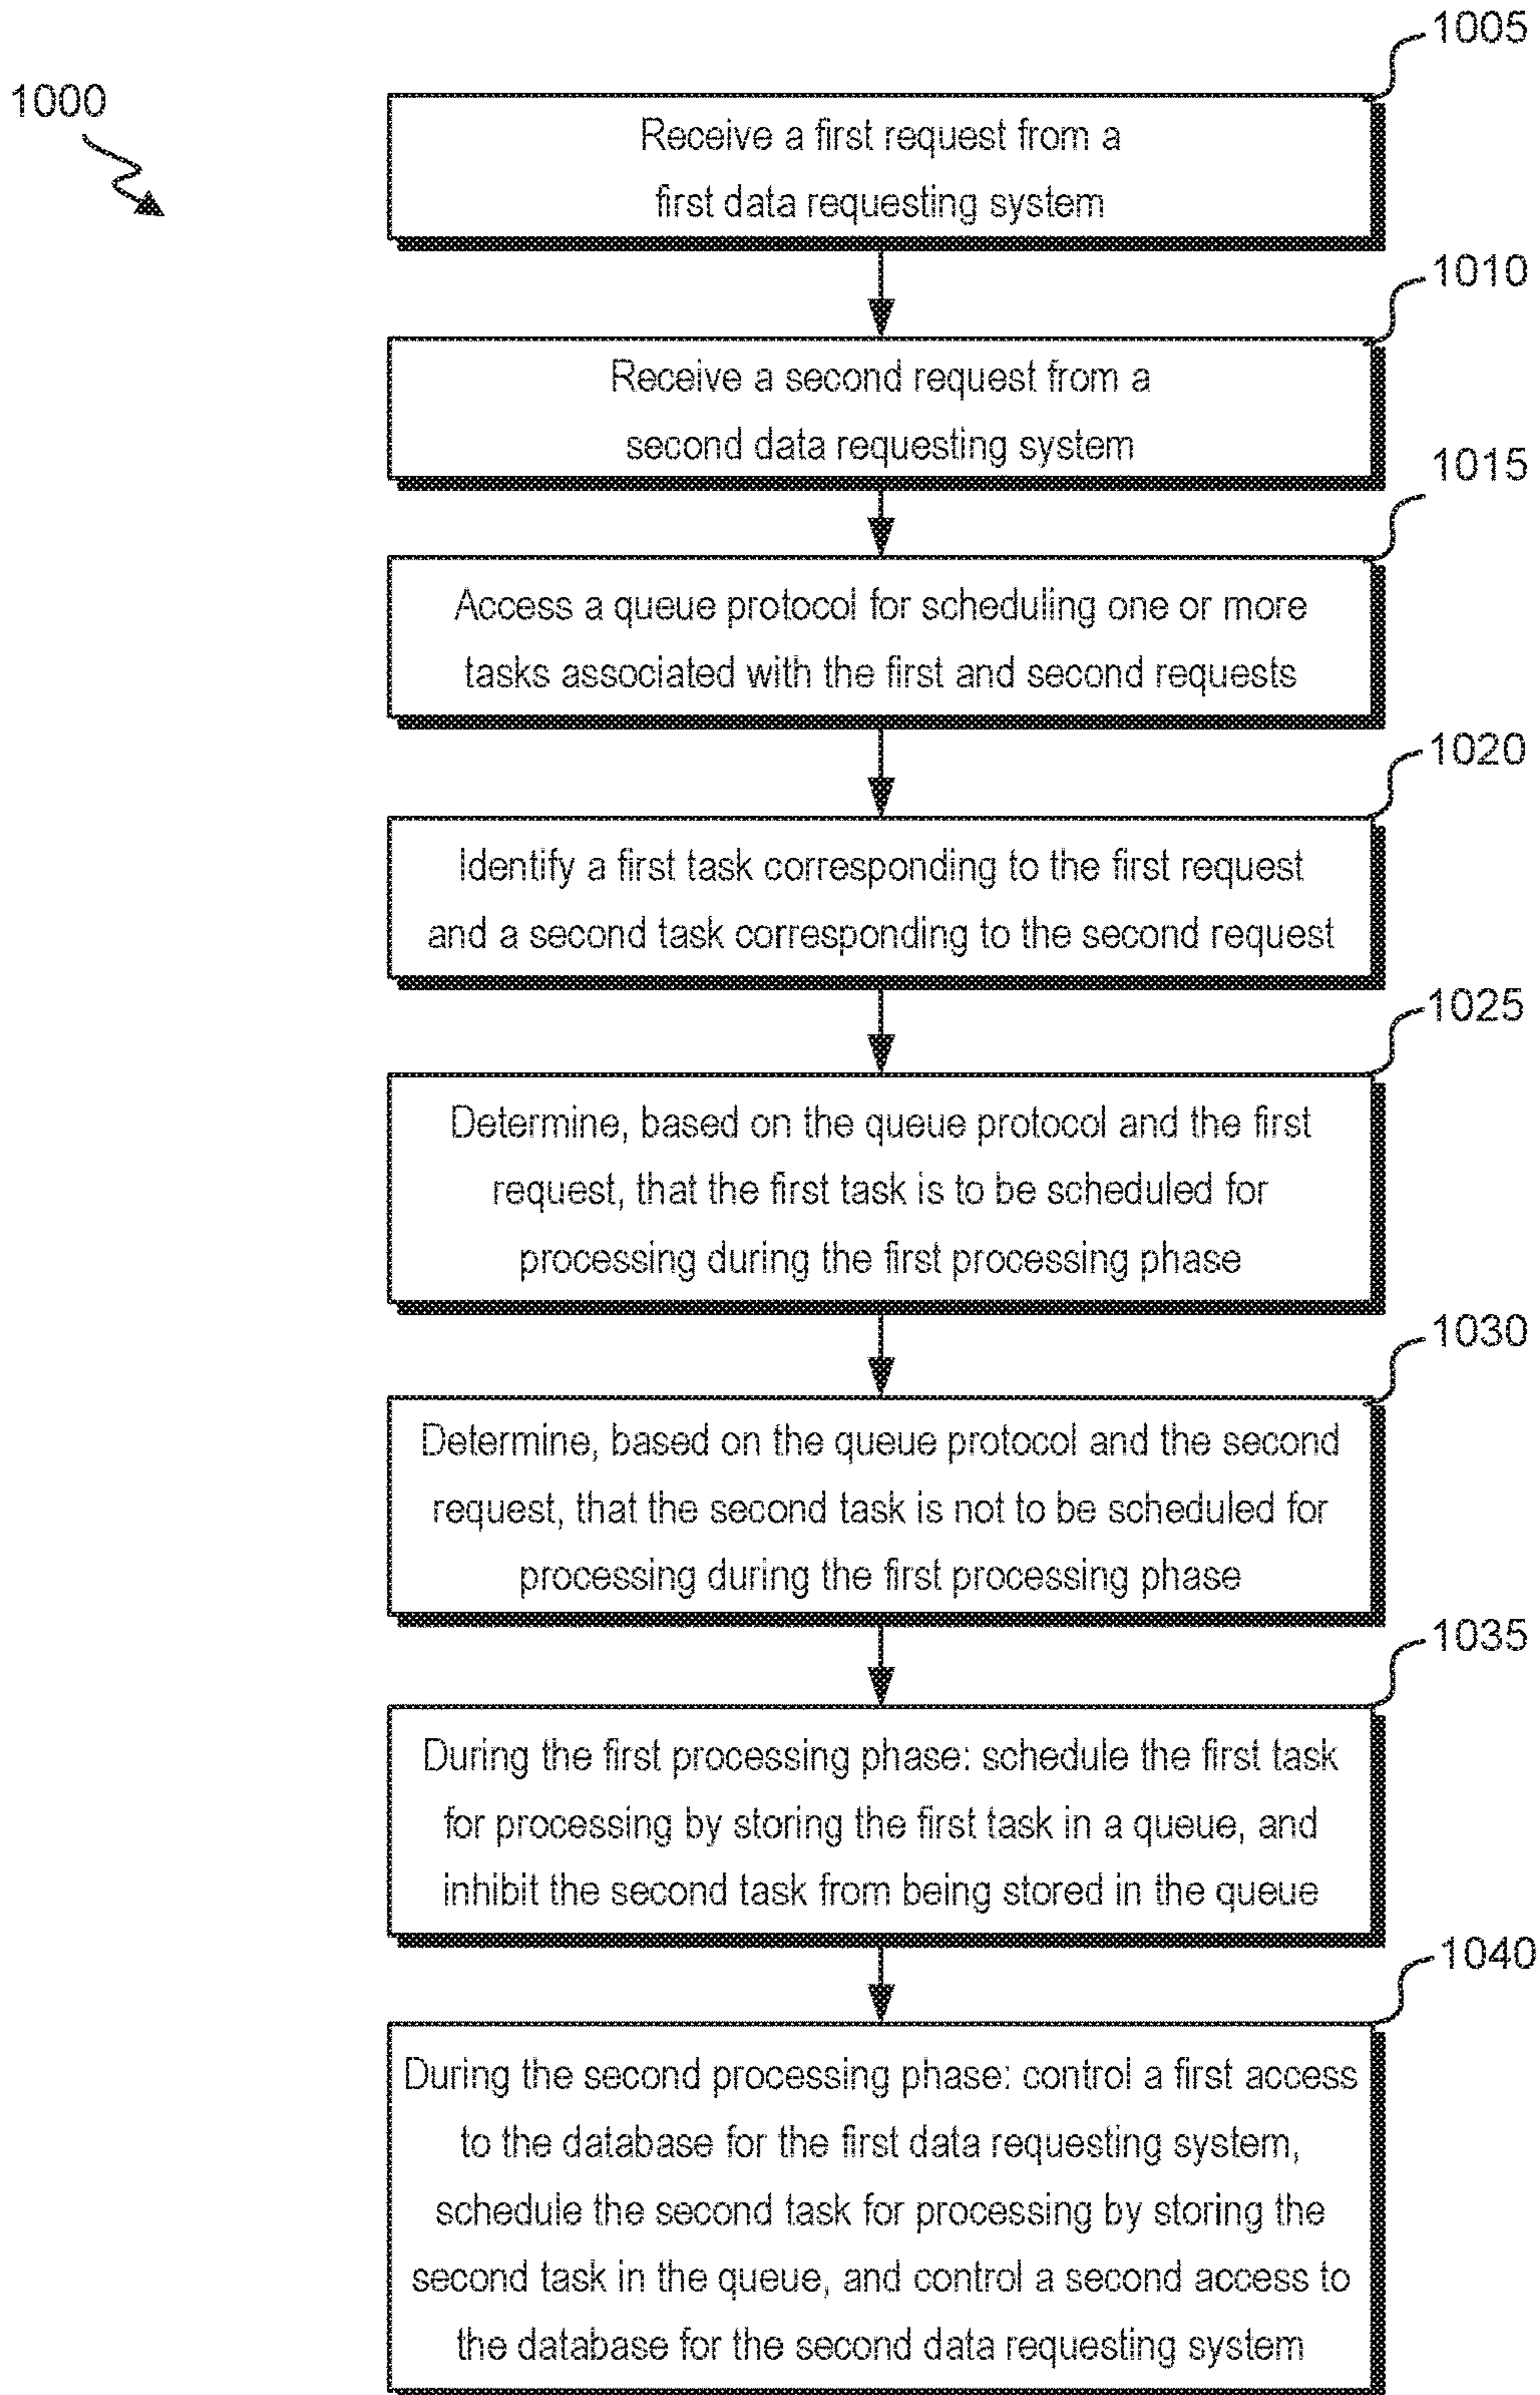 1000
1005
Receive a first request from a
first data requesting system
1010
Receive a second request from a
second data requesting system
1015
Access a queue protocol for scheduling one or more
tasks associated with the first and second requests
1020
Identify a first task corresponding to the first request
and a second task corresponding to the second request
1025
Determine, based on the queue protocol and the first
request, that the first task is to be scheduled for
processing during the first processing phase
1030
Determine, based on the queue protocol and the second
request, that the second task is not to be scheduled for
processing during the first processing phase
1035
During the first processing phase: schedule the first task
for processing by storing the first task in a queue, and
inhibit the second task from being stored in the queue
1040
During the second processing phase: control a first access
to the database for the first data requesting system,
schedule the second task for processing by storing the
second task in the queue, and control a second access to
the database for the second data requesting system